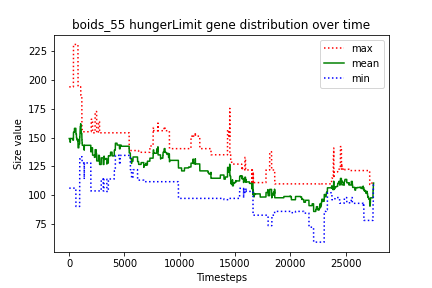 boids_55 hungerLimit gene distribution over time
max
mean
min
Size value
225
200
175
150
125
100
75
0
5000
10000
15000
20000
25000
Timesteps